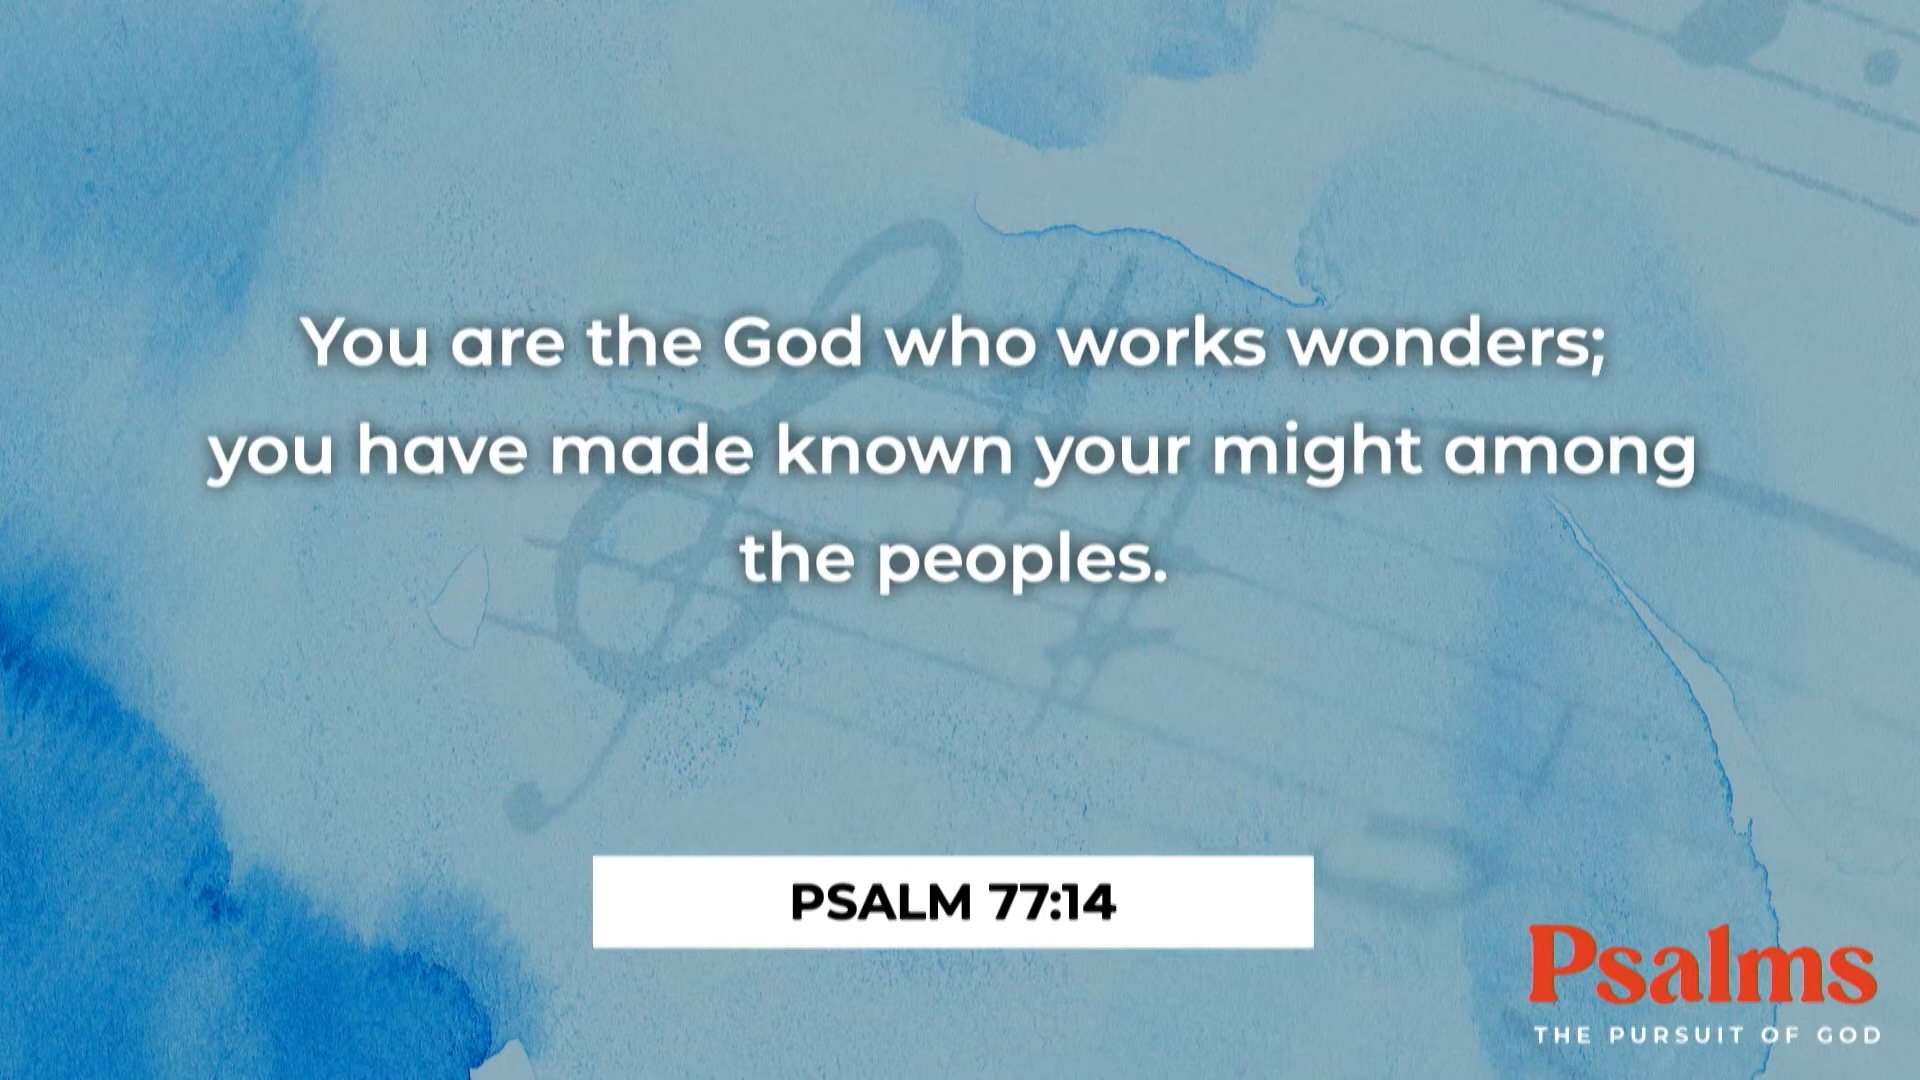 You are the God who works wonders;
you have made known your might among
the peoples.
PSALM 77:14
Psalms
THE PURSUIT OF GOD